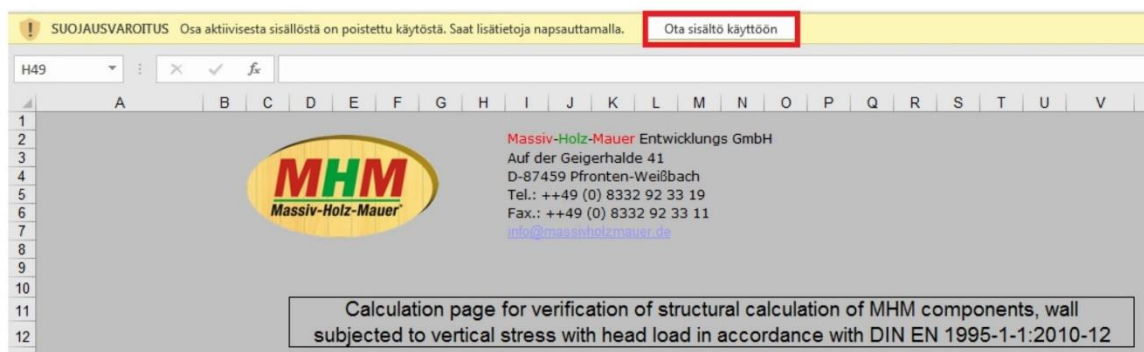 SUOJAUSVAROITUS Osa aktiivisesta sisällöstä on poistettu käytöstä. Saat lisätietoja napsauttamalla. Ota sisältö käyttöön
H49 fx
A B C D E F G H I J K L M N O P Q R S T U V
1
2 Massiv-Holz-Mauer Entwicklungs GmbH
3 Auf der Geigerhalde 41
4 MHM D-87459 Pfronten-Weißbach
5 Tel.: ++49 (0) 8332 92 33 19
6 Massiv-Holz-Mauer® Fax.: ++49 (0) 8332 92 33 11
7 info@massivholzmauer.de
8
9
10
11 Calculation page for verification of structural calculation of MHM components, wall
12 subjected to vertical stress with head load in accordance with DIN EN 1995-1-1:2010-12